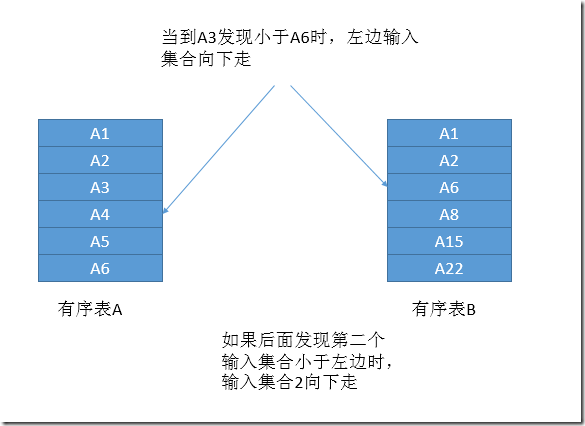 当到A3发现小于A6时，左边输入
集合向下走
A1
A2
A3
A4
A5
A6
有序表A
A1
A2
A6
A8
A15
A22
有序表B
如果后面发现第二个
输入集合小于左边时，
输入集合2向下走